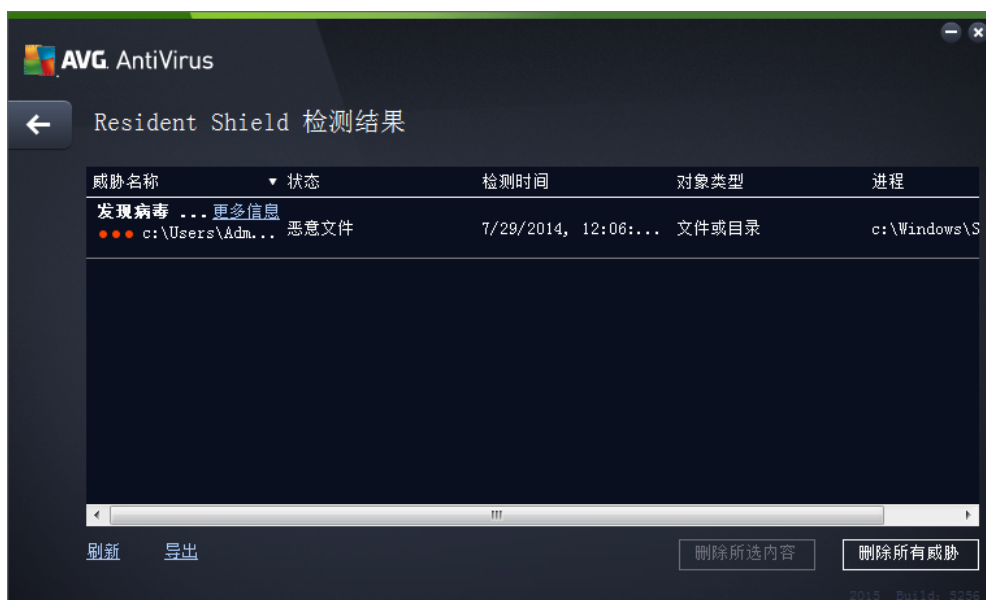 AVG. AntiVirus
Resident Shield 检测结果
威胁名称 状态 检测时间 对象类型 进程
发现病毒 ... 更多信息
c:\Users\Adm... 恶意文件 7/29/2014, 12:06:... 文件或目录 c:\Windows\S
刷新 导出 删除所选内容 删除所有威胁
2015 Build: 5256